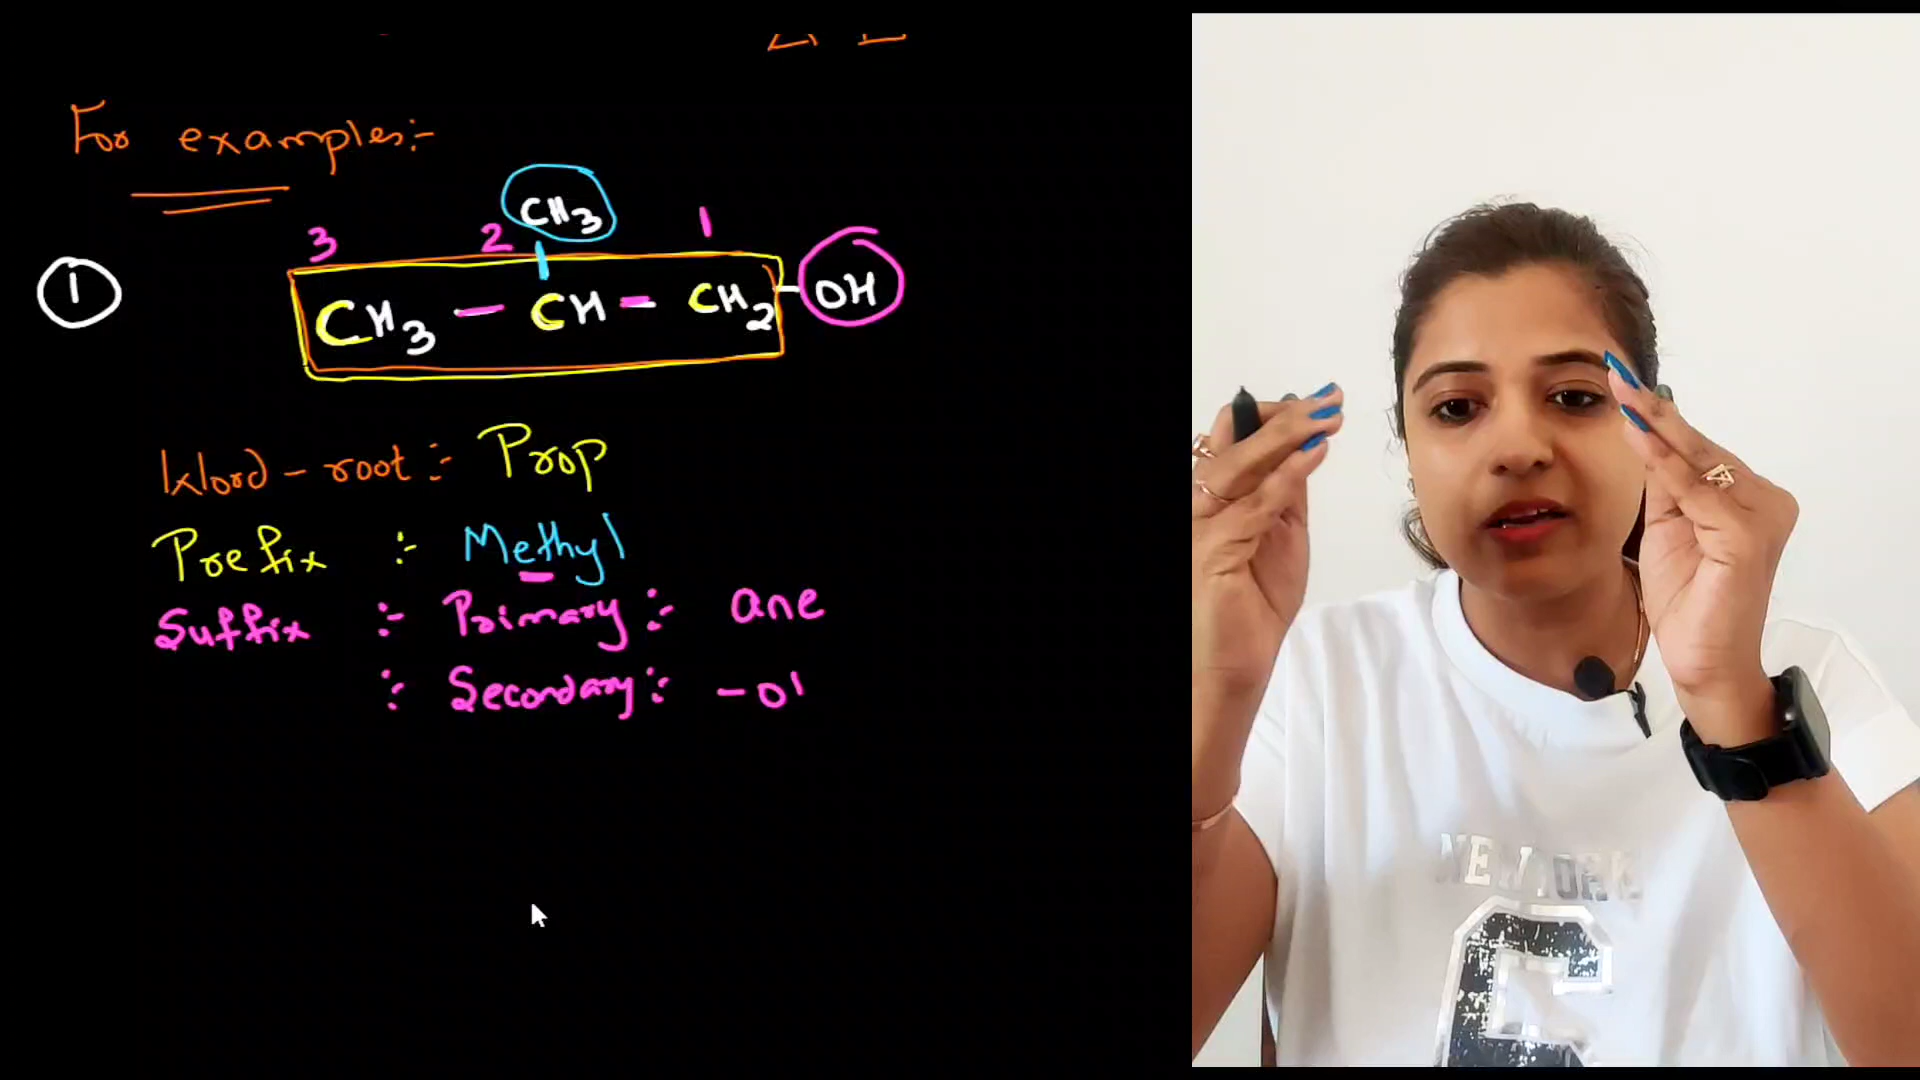 For examples:-
CH3
3 2 1
1 CH3 - CH - CH2 - OH
Word - root :- Prop
Prefix :- Methyl
Suffix :- Primary :- ane
:- Secondary :- -ol
NEW YORK